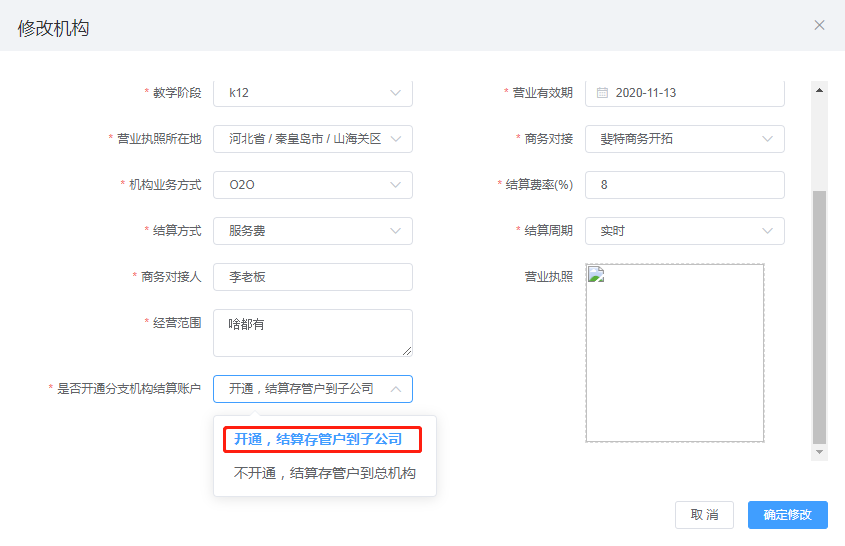 修改机构
* 教学阶段 k12
* 营业有效期 2020-11-13
* 营业执照所在地 河北省 / 秦皇岛市 / 山海关区
* 商务对接 斐特商务开拓
* 机构业务方式 O2O
* 结算费率(%) 8
* 结算方式 服务费
* 结算周期 实时
* 商务对接人 李老板
营业执照
* 经营范围 啥都有
* 是否开通分支机构结算账户 开通，结算存管户到子公司
开通，结算存管户到子公司
不开通，结算存管户到总机构
取 消 确定修改